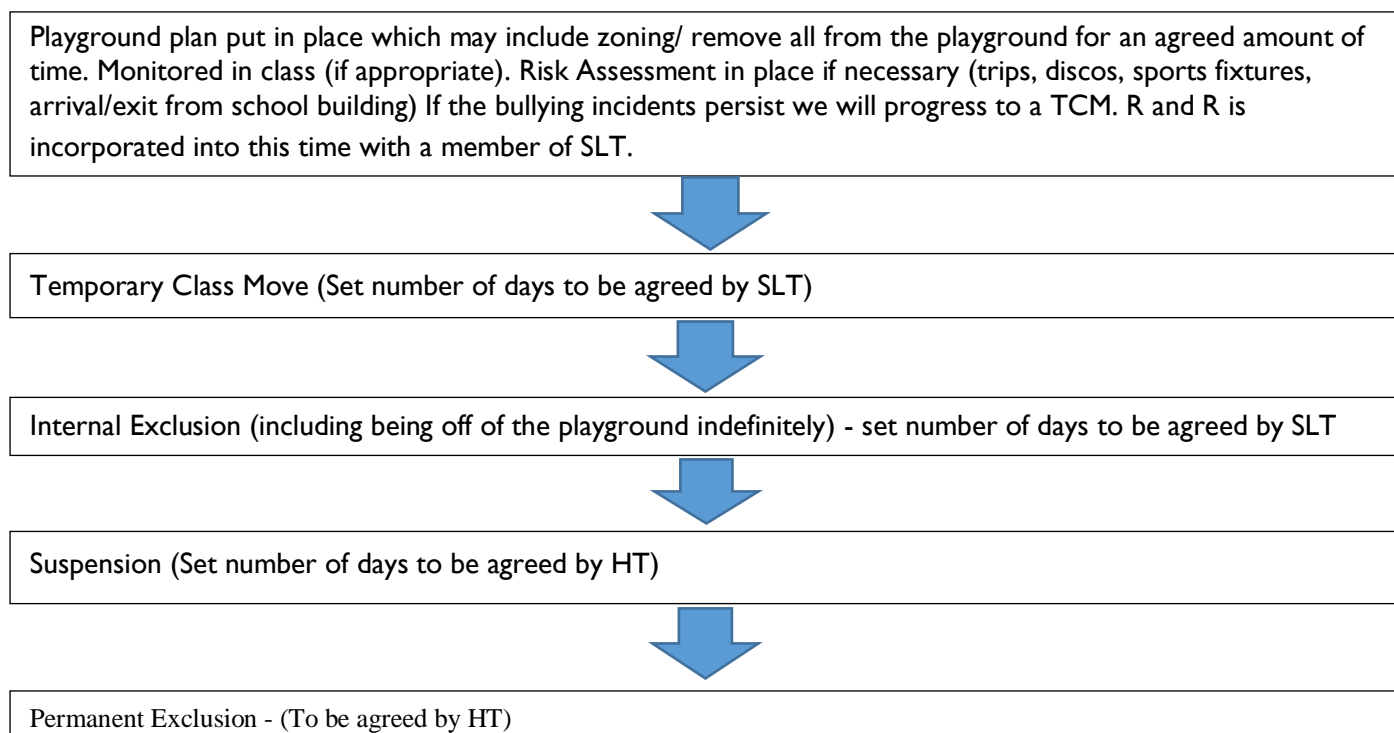 Playground plan put in place which may include zoning/ remove all from the playground for an agreed amount of
time. Monitored in class (if appropriate). Risk Assessment in place if necessary (trips, discos, sports fixtures,
arrival/exit from school building) If the bullying incidents persist we will progress to a TCM. R and R is
incorporated into this time with a member of SLT.
Temporary Class Move (Set number of days to be agreed by SLT)
Internal Exclusion (including being off of the playground indefinitely) - set number of days to be agreed by SLT
Suspension (Set number of days to be agreed by HT)
Permanent Exclusion - (To be agreed by HT)